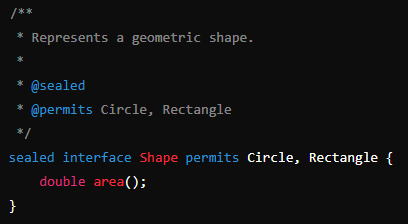 /**
 * Represents a geometric shape.
 *
 * @sealed
 * @permits Circle, Rectangle
 */
sealed interface Shape permits Circle, Rectangle {
    double area();
}